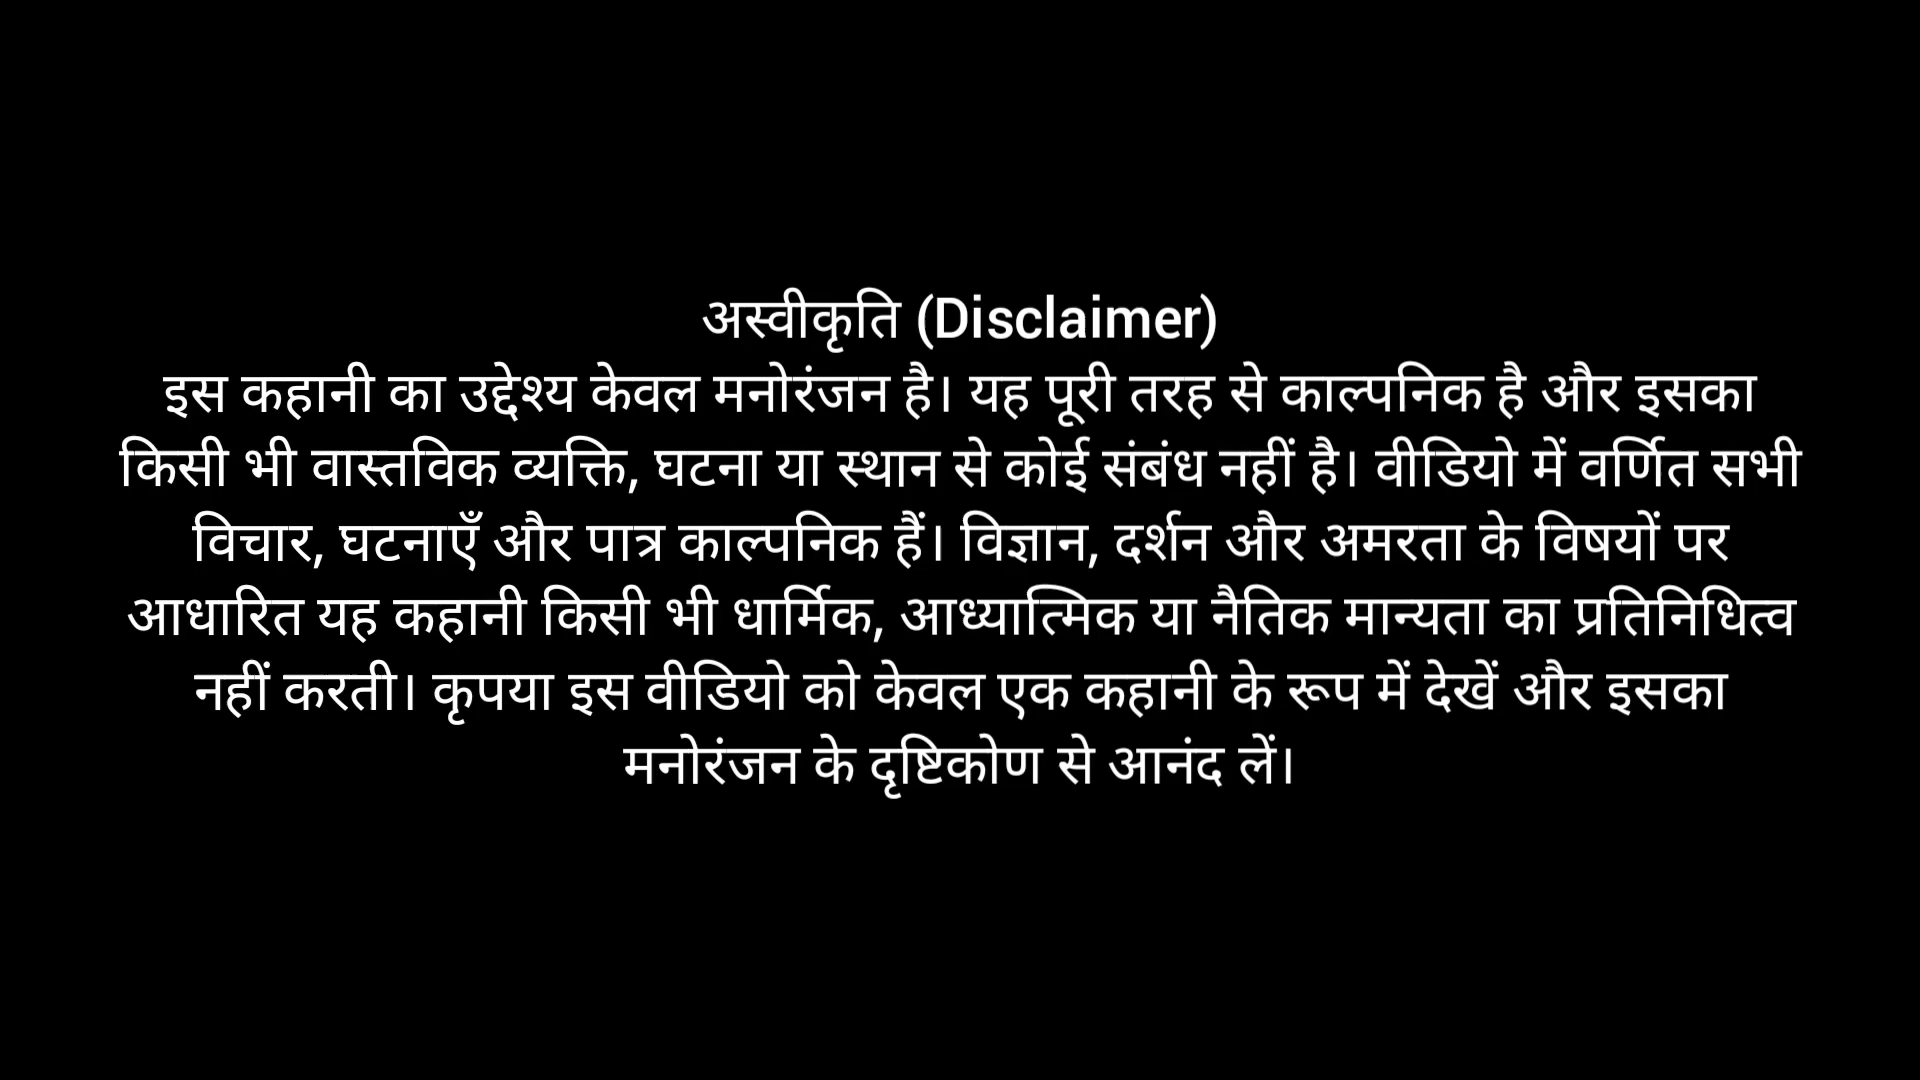 अस्वीकृति (Disclaimer)
इस कहानी का उद्देश्य केवल मनोरंजन है। यह पूरी तरह से काल्पनिक है और इसका
किसी भी वास्तविक व्यक्ति, घटना या स्थान से कोई संबंध नहीं है। वीडियो में वर्णित सभी
विचार, घटनाएँ और पात्र काल्पनिक हैं। विज्ञान, दर्शन और अमरता के विषयों पर
आधारित यह कहानी किसी भी धार्मिक, आध्यात्मिक या नैतिक मान्यता का प्रतिनिधित्व
नहीं करती। कृपया इस वीडियो को केवल एक कहानी के रूप में देखें और इसका
मनोरंजन के दृष्टिकोण से आनंद लें।